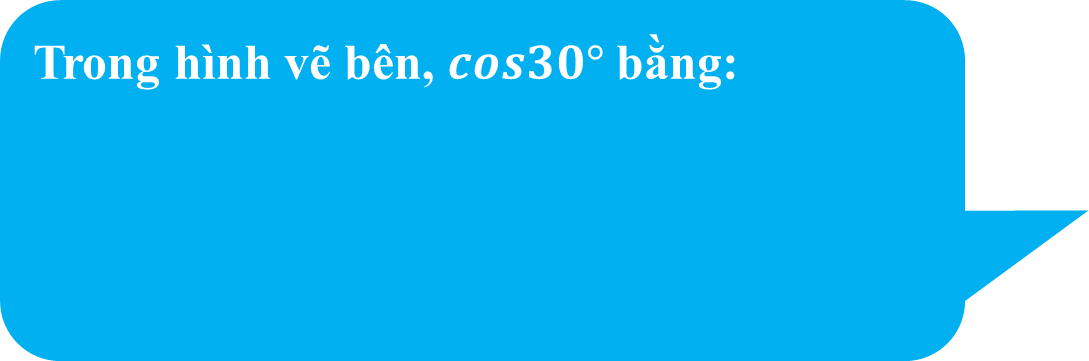 Trong hình vẽ bên, 𝒄𝒐𝒔𝟑𝟎° bằng: